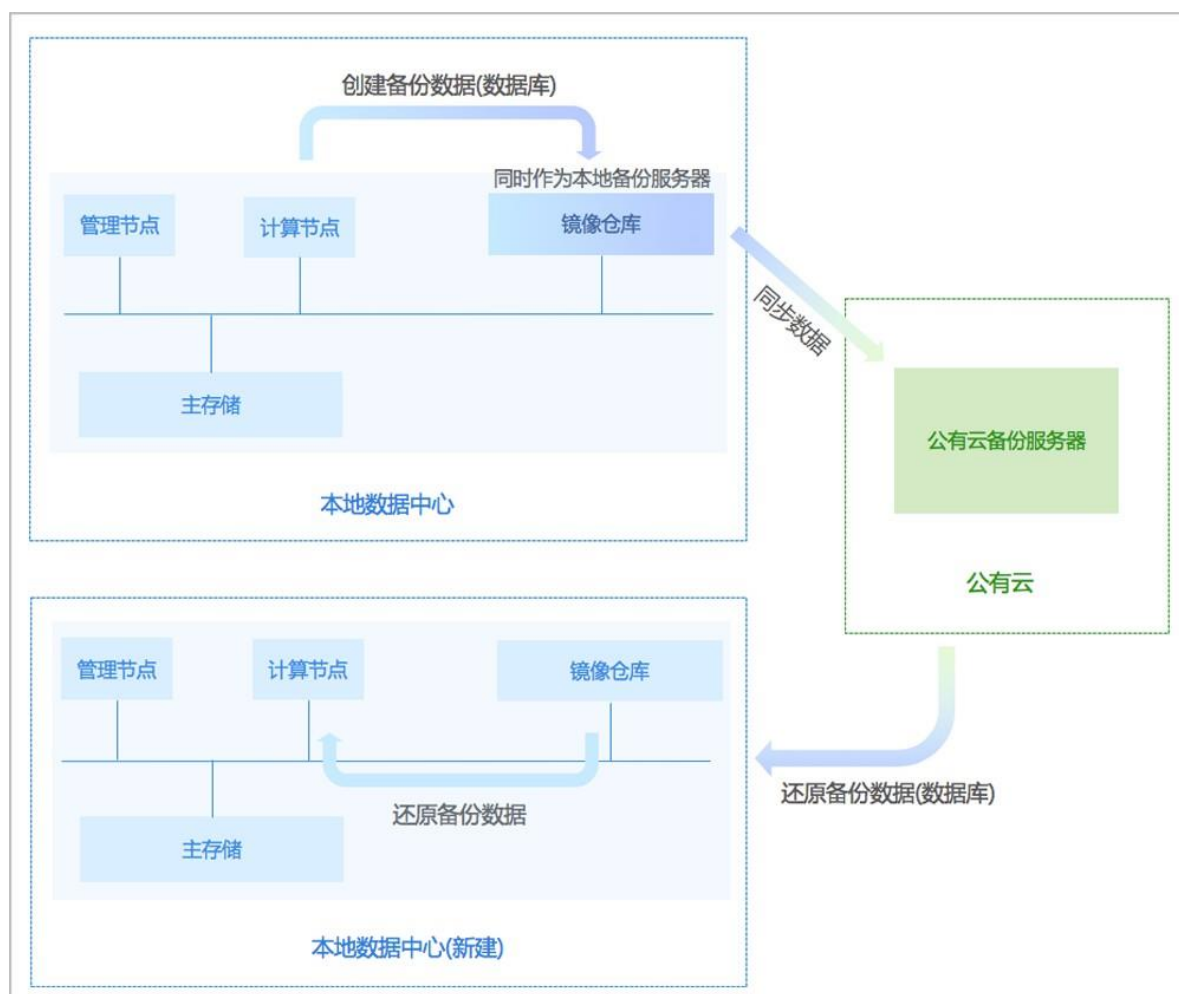 创建备份数据(数据库)
同时作为本地备份服务器
管理节点
计算节点
镜像仓库
主存储
本地数据中心
同步数据
公有云备份服务器
公有云
管理节点
计算节点
镜像仓库
还原备份数据
主存储
本地数据中心(新建)
还原备份数据(数据库)